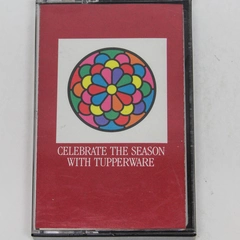 CELEBRATE THE SEASON
WITH TUPPERWARE